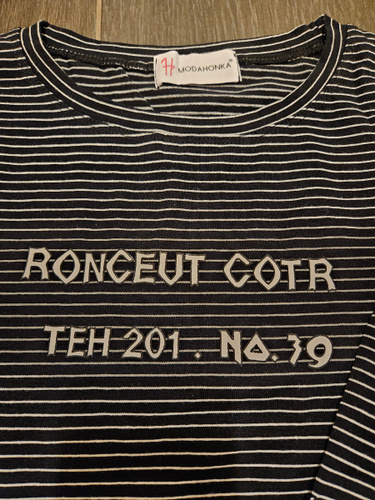 H MODAHONKA®
RONCEUT COTR
TEH 201. No. 39